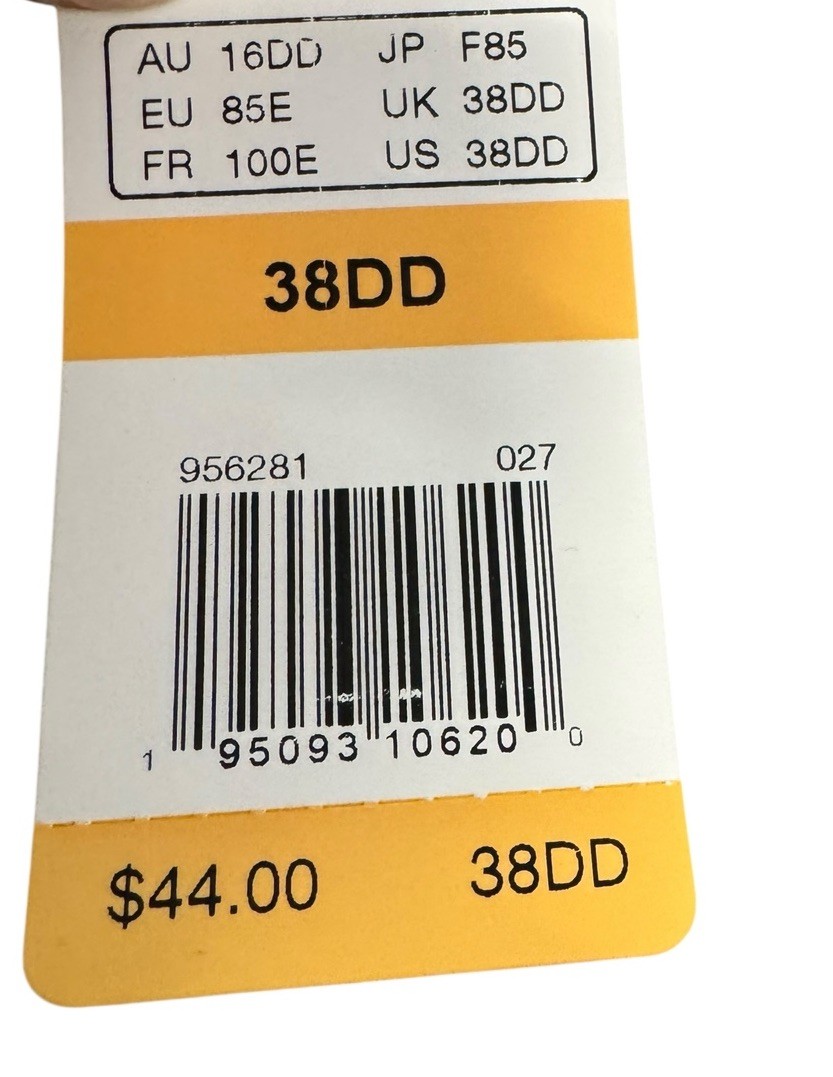 AU 16DD JP F85
EU 85E UK 38DD
FR 100E US 38DD
38DD
956281 027
1 95093 10620 0
$44.00 38DD